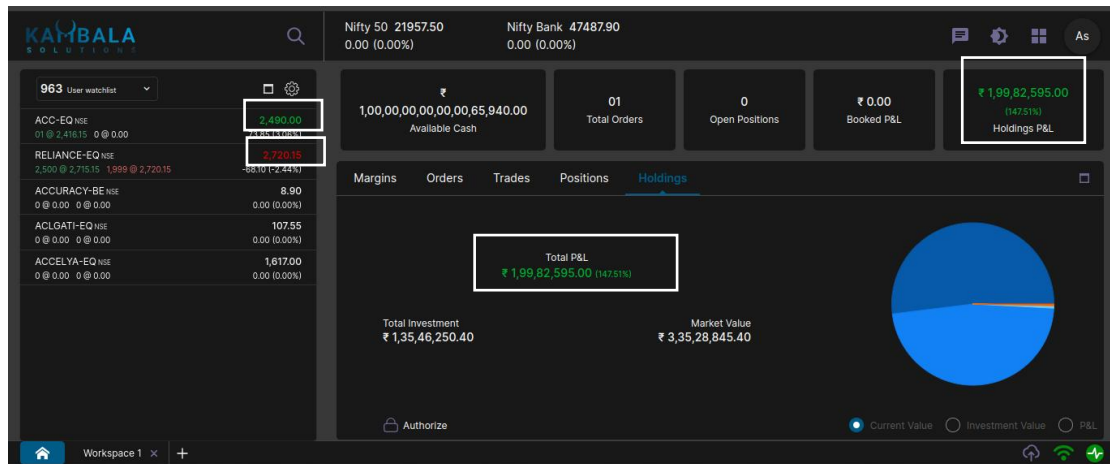 KAMBALA
SOLUTIONS
Nifty 50 21957.50
0.00 (0.00%)
Nifty Bank 47487.90
0.00 (0.00%)
As
963 User watchlist
ACC-EQ NSE 2,490.00
01 @ 2,416.15 0 @ 0.00 73.85 (3.06%)
RELIANCE-EQ NSE 2,720.15
2,500 @ 2,715.15 1,999 @ 2,720.15 -68.10 (-2.44%)
ACCURACY-BE NSE 8.90
0 @ 0.00 0 @ 0.00 0.00 (0.00%)
ACLGATI-EQ NSE 107.55
0 @ 0.00 0 @ 0.00 0.00 (0.00%)
ACCELYA-EQ NSE 1,617.00
0 @ 0.00 0 @ 0.00 0.00 (0.00%)
₹
1,00,00,00,00,00,00,65,940.00
Available Cash
01
Total Orders
0
Open Positions
₹ 0.00
Booked P&L
₹ 1,99,82,595.00
(147.51%)
Holdings P&L
Margins Orders Trades Positions Holdings
Total P&L
₹ 1,99,82,595.00 (147.51%)
Total Investment
₹ 1,35,46,250.40
Market Value
₹ 3,35,28,845.40
Authorize
Current Value Investment Value P&L
Workspace 1 × +